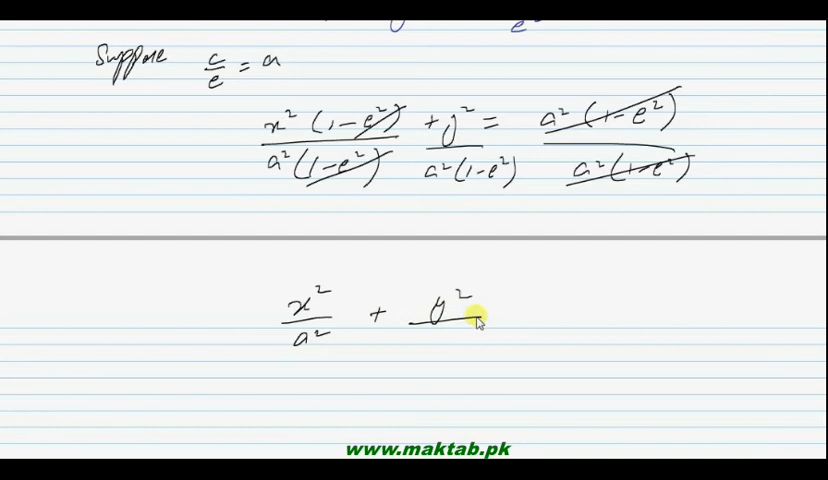 e²
Suppose c/e = a
x² (1-e²)/a²(1-e²) + y²/a²(1-e²) = a² (1-e²)/a²(1-e²)
x²/a² + y²
www.maktab.pk